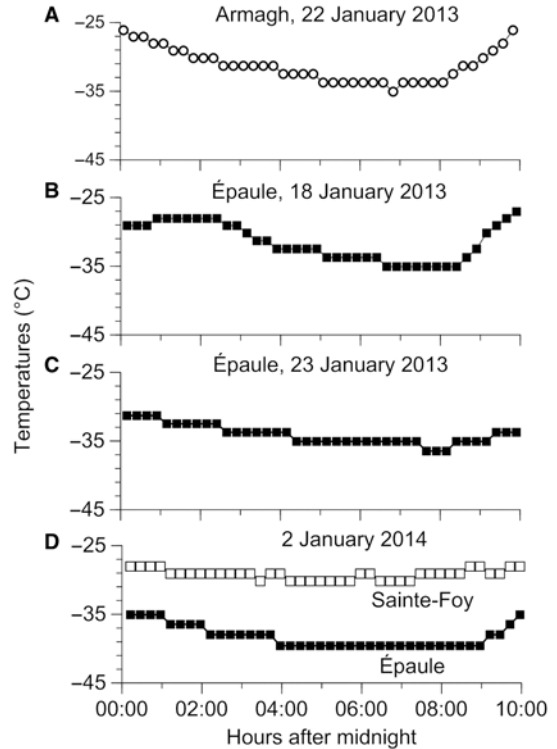 A Armagh, 22 January 2013
−25
−35
−45
B Épaule, 18 January 2013
−25
−35
−45
C Épaule, 23 January 2013
−25
−35
−45
D 2 January 2014
−25
Sainte-Foy
−35
Épaule
−45
Temperatures (°C)
00:00 02:00 04:00 06:00 08:00 10:00
Hours after midnight